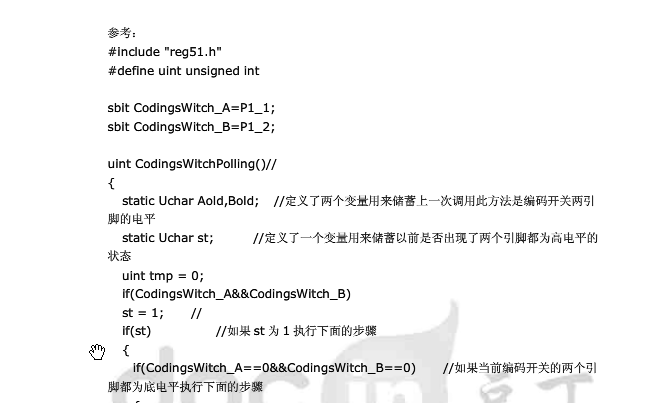 参考：
#include "reg51.h"
#define uint unsigned int
sbit CodingsWitch_A=P1_1;
sbit CodingsWitch_B=P1_2;
uint CodingsWitchPolling()//
{
static Uchar Aold,Bold; //定义了两个变量用来储蓄上一次调用此方法是编码开关两引
脚的电平
static Uchar st; //定义了一个变量用来储蓄以前是否出现了两个引脚都为高电平的
状态
uint tmp = 0;
if(CodingsWitch_A&&CodingsWitch_B)
st = 1; //
if(st) //如果 st 为 1 执行下面的步骤
{
if(CodingsWitch_A==0&&CodingsWitch_B==0) //如果当前编码开关的两个引
脚都为底电平执行下面的步骤
{